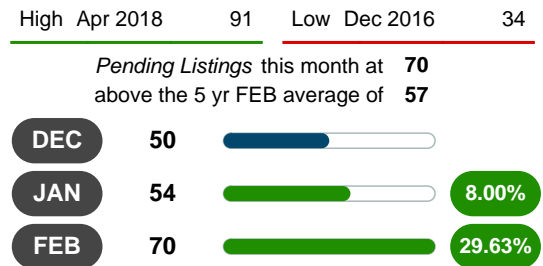 High Apr 2018 91 Low Dec 2016 34
Pending Listings this month at 70
above the 5 yr FEB average of 57
DEC 50
JAN 54 8.00%
FEB 70 29.63%